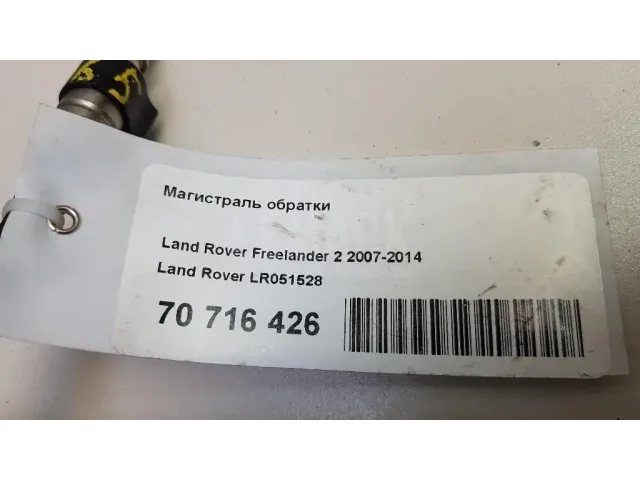 Магистраль обратки
Land Rover Freelander 2 2007-2014
Land Rover LR051528
70 716 426